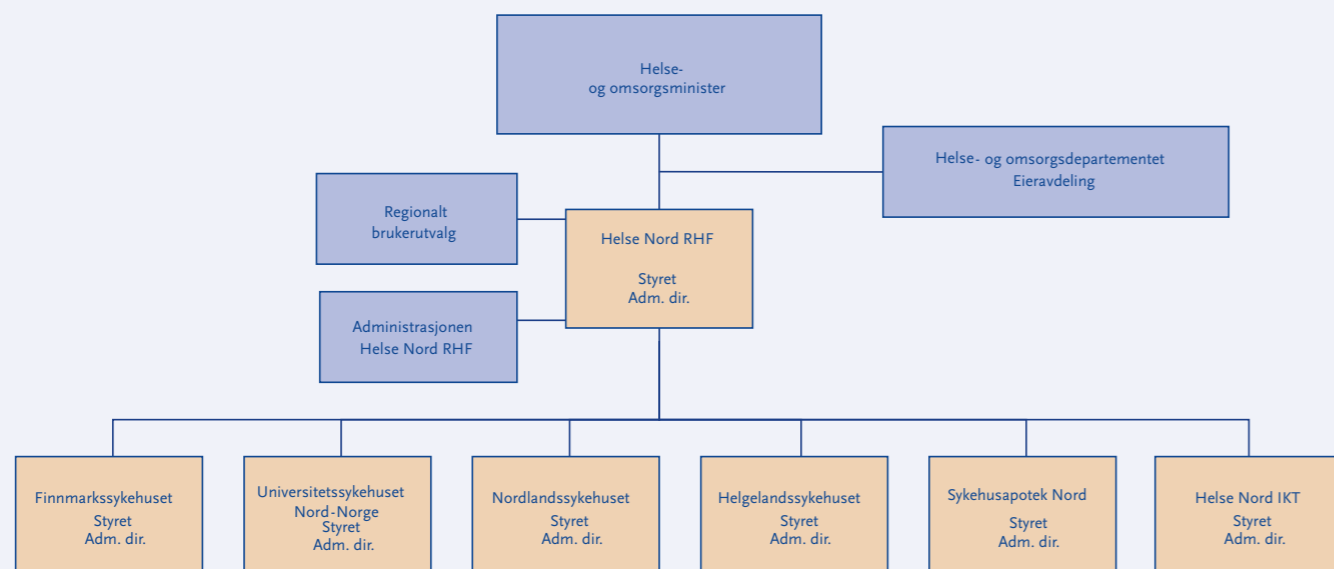 Helse-
og omsorgsminister
Helse- og omsorgsdepartementet
Eieravdeling
Regionalt
brukerutvalg
Helse Nord RHF
Styret
Adm. dir.
Administrasjonen
Helse Nord RHF
Finnmarkssykehuset
Styret
Adm. dir.
Universitetssykehuset
Nord-Norge
Styret
Adm. dir.
Nordlandssykehuset
Styret
Adm. dir.
Helgelandssykehuset
Styret
Adm. dir.
Sykehusapotek Nord
Styret
Adm. dir.
Helse Nord IKT
Styret
Adm. dir.